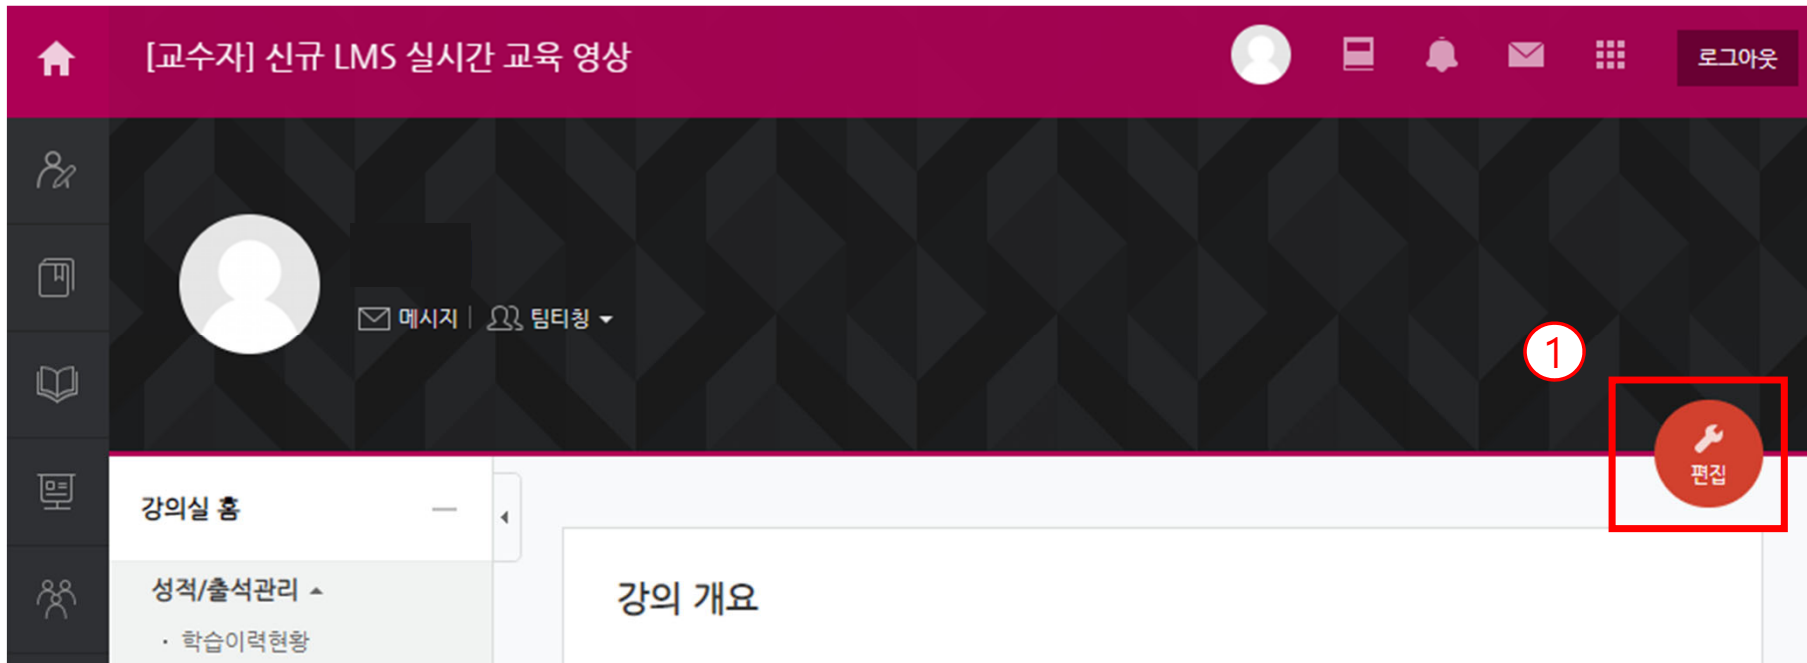 [교수자] 신규 LMS 실시간 교육 영상
로그아웃
메시지
팀티칭
1
편집
강의실 홈
성적/출석관리
· 학습이력현황
강의 개요